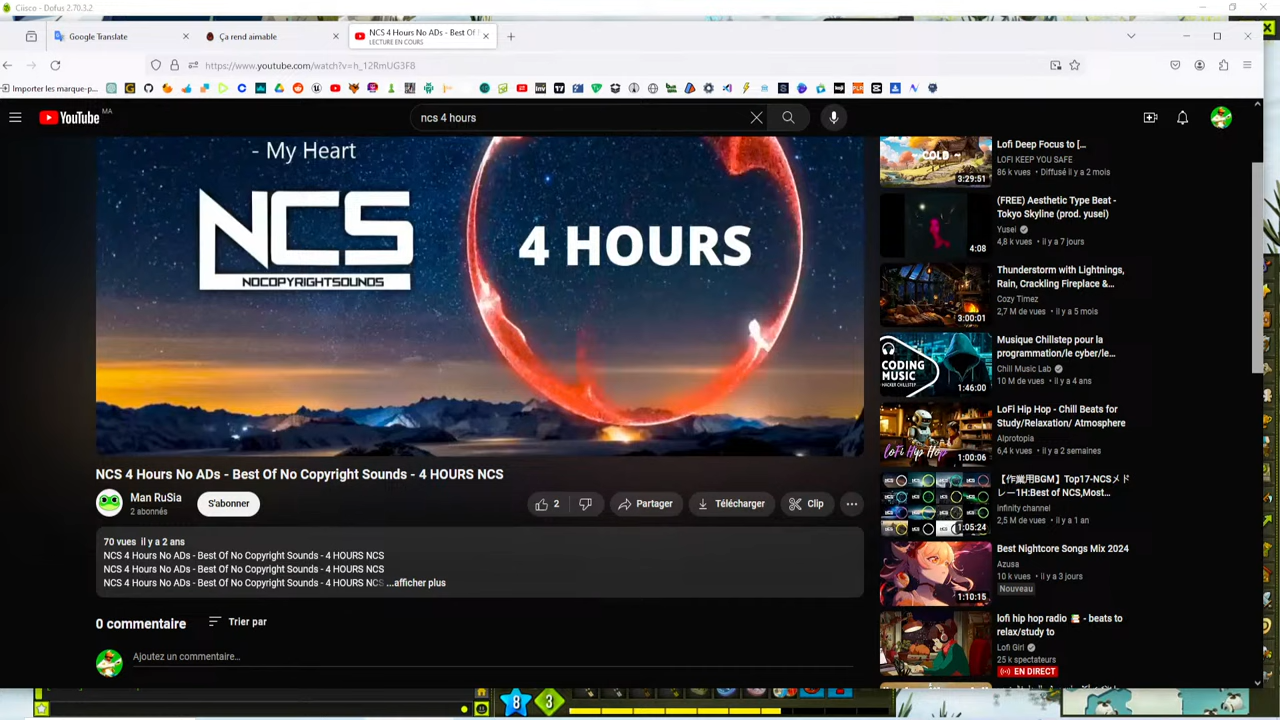 Ciisco - Dofus 2.70.3.2
Google Translate
Ça rend aimable
NCS 4 Hours No ADs - Best Of
LECTURE EN COURS
https://www.youtube.com/watch?v=h_12RmUG3F8
Importer les marque-p...
YouTube MA
ncs 4 hours
- My Heart
NCS
NOCOPYRIGHTSOUNDS
4 HOURS
NCS 4 Hours No ADs - Best Of No Copyright Sounds - 4 HOURS NCS
Man RuSia
2 abonnés
S'abonner
2
Partager
Télécharger
Clip
70 vues il y a 2 ans
NCS 4 Hours No ADs - Best Of No Copyright Sounds - 4 HOURS NCS
NCS 4 Hours No ADs - Best Of No Copyright Sounds - 4 HOURS NCS
NCS 4 Hours No ADs - Best Of No Copyright Sounds - 4 HOURS NCS ...afficher plus
0 commentaire
Trier par
Ajoutez un commentaire...
~ COLD ~
3:29:51
Lofi Deep Focus to [...
LOFI KEEP YOU SAFE
86 k vues • Diffusé il y a 2 mois
4:08
(FREE) Aesthetic Type Beat -
Tokyo Skyline (prod. yusei)
Yusei
4,8 k vues • il y a 7 jours
3:00:01
Thunderstorm with Lightnings,
Rain, Crackling Fireplace &...
Cozy Timez
2,7 M de vues • il y a 5 mois
CODING
MUSIC
HACKER CHILLSTEP
1:46:00
Musique Chillstep pour la
programmation/le cyber/le...
Chill Music Lab
10 M de vues • il y a 4 ans
LoFi Hip Hop
1:00:06
LoFi Hip Hop - Chill Beats for
Study/Relaxation/ Atmosphere
AIprotopia
6,4 k vues • il y a 2 semaines
1:05:24
【作業用BGM】Top17-NCSメド
レー1H:Best of NCS,Most...
infinity channel
2,5 M de vues • il y a 1 an
1:10:15
Best Nightcore Songs Mix 2024
Azusa
10 k vues • il y a 3 jours
Nouveau
lofi hip hop radio 📚 - beats to
relax/study to
Lofi Girl
25 k spectateurs
EN DIRECT
8
3